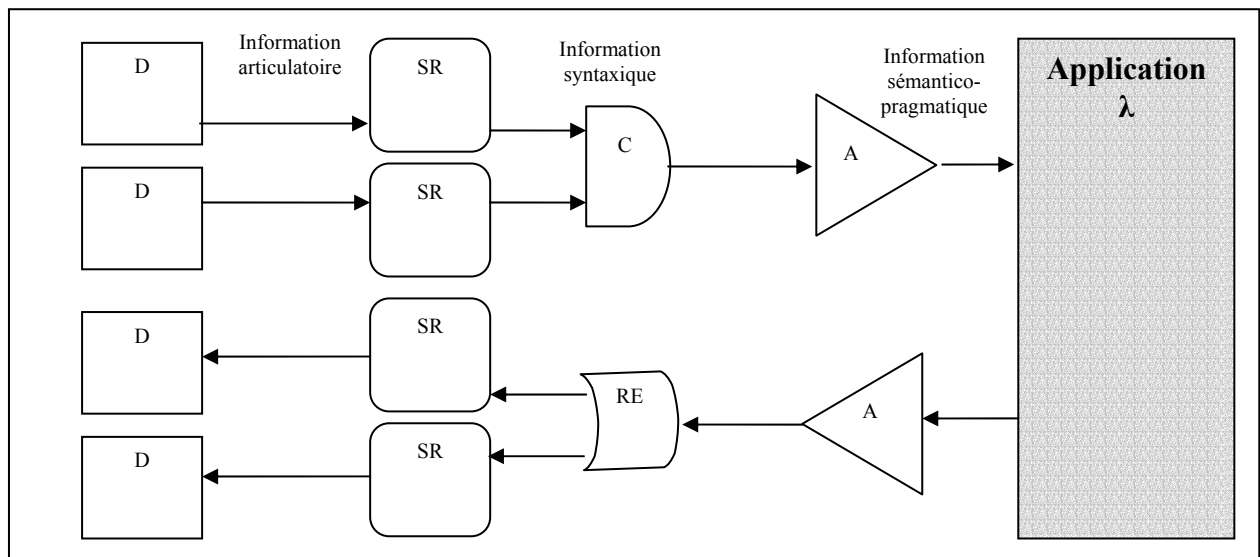 D
Information
articulatoire
SR
Information
syntaxique
Information
sémantico-
pragmatique
Application
λ
C
A
D
SR
D
SR
RE
A
D
SR